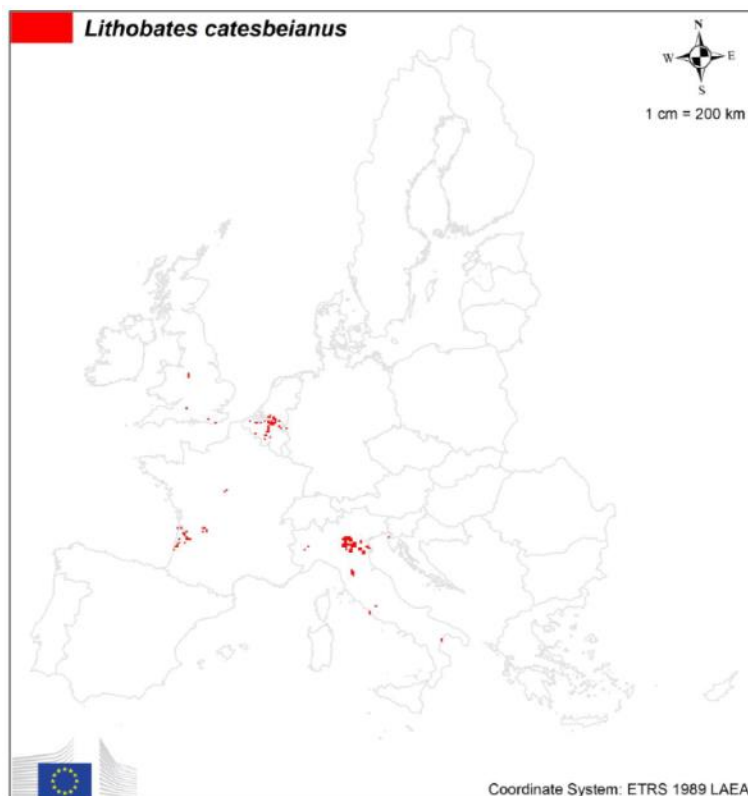 Lithobates catesbeianus
N
W E
S
1 cm = 200 km
Coordinate System: ETRS 1989 LAEA